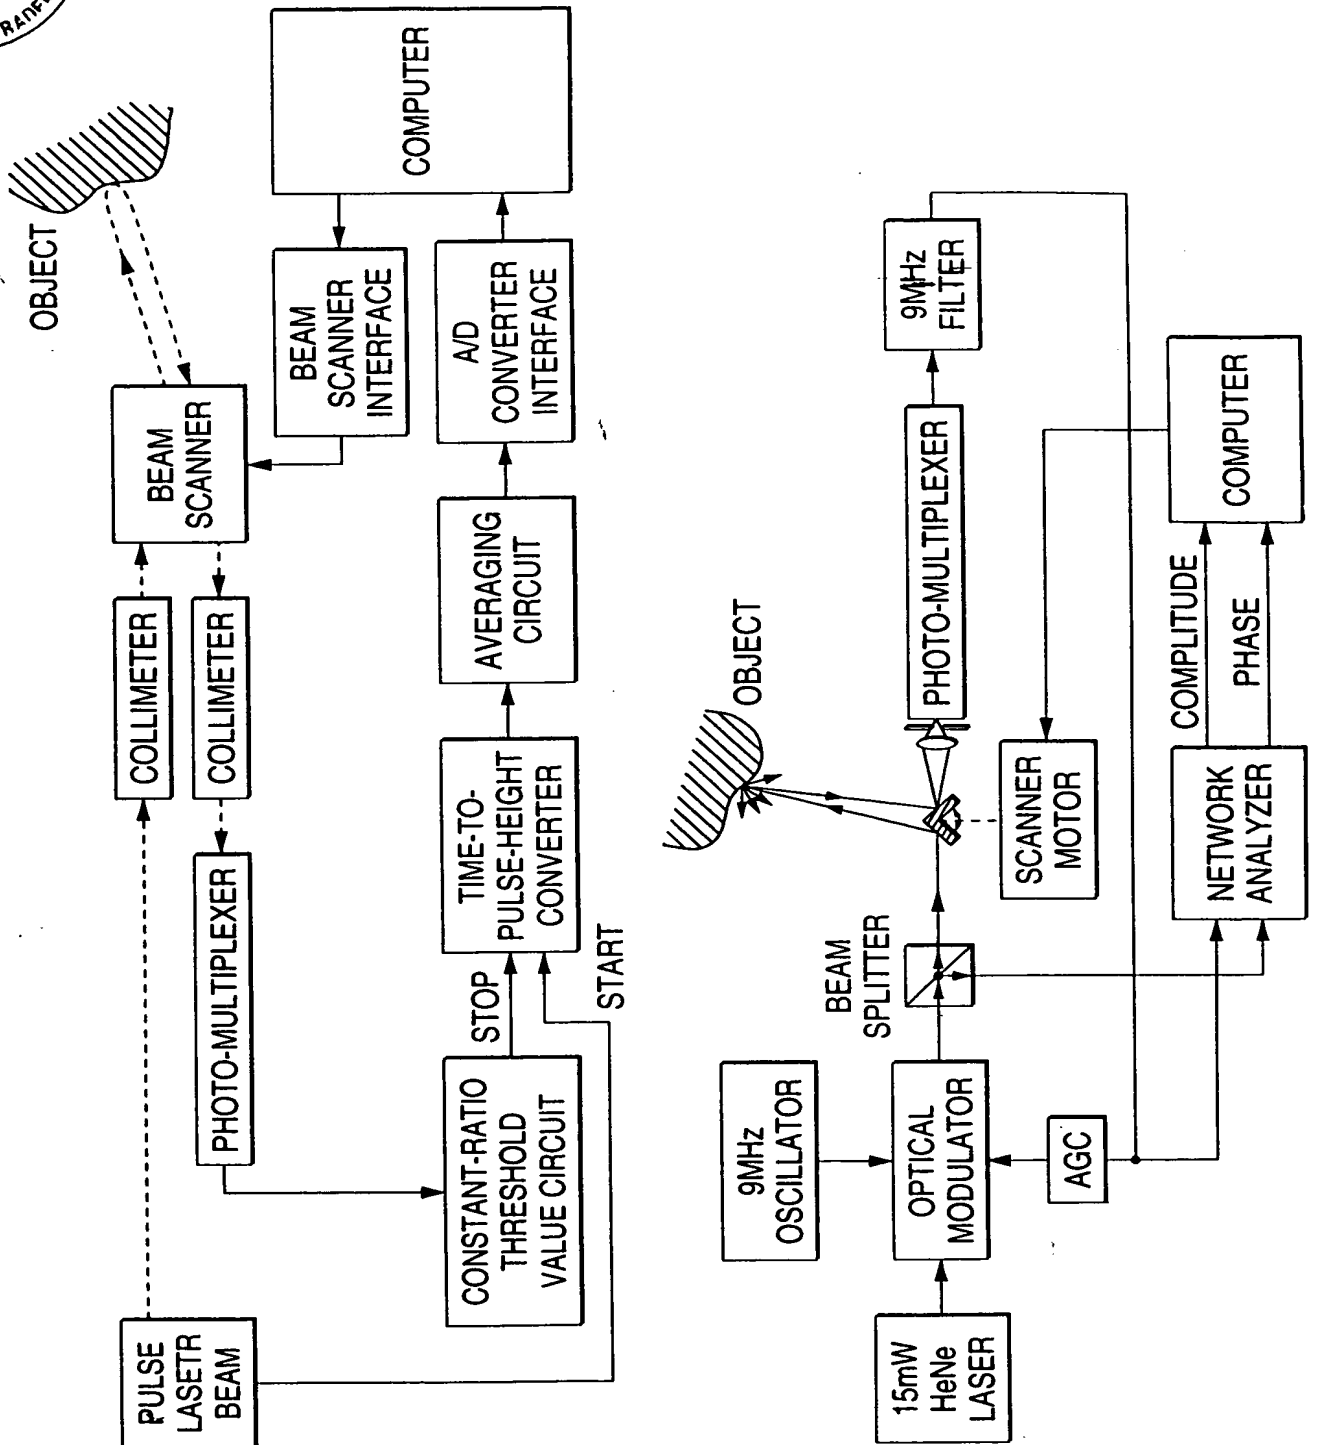 OBJECT
PULSE
LASETR
BEAM
COLLIMETER
COLLIMETER
BEAM
SCANNER
PHOTO-MULTIPLEXER
BEAM
SCANNER
INTERFACE
COMPUTER
CONSTANT-RATIO
THRESHOLD
VALUE CIRCUIT
STOP
START
TIME-TO-
PULSE-HEIGHT
CONVERTER
AVERAGING
CIRCUIT
A/D
CONVERTER
INTERFACE
OBJECT
9MHz
OSCILLATOR
BEAM
SPLITTER
15mW
HeNe
LASER
OPTICAL
MODULATOR
PHOTO-MULTIPLEXER
9MHz
FILTER
SCANNER
MOTOR
AGC
NETWORK
ANALYZER
COMPLITUDE
PHASE
COMPUTER